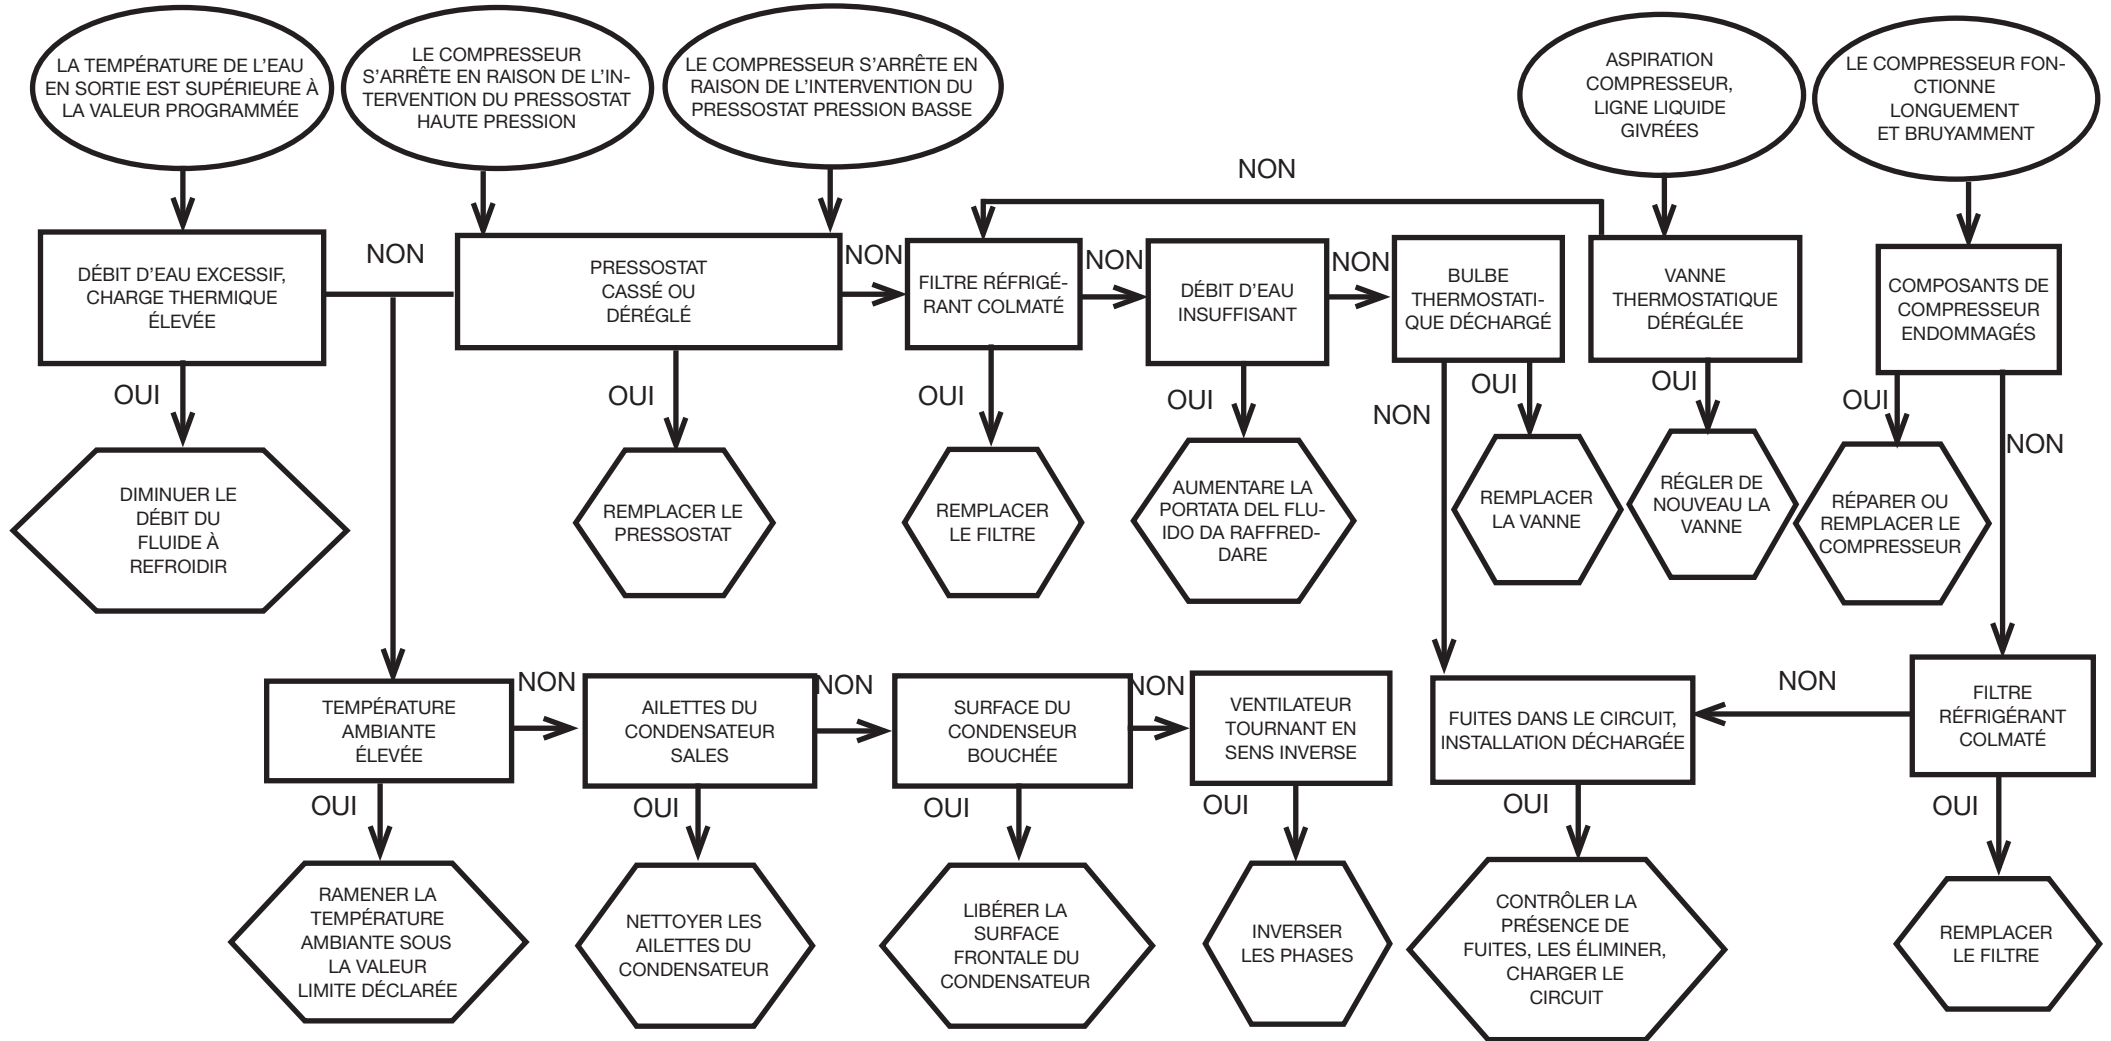 LA TEMPÉRATURE DE L'EAU
EN SORTIE EST SUPÉRIEURE À
LA VALEUR PROGRAMMÉE
LE COMPRESSEUR
S'ARRÊTE EN RAISON DE L'IN-
TERVENTION DU PRESSOSTAT
HAUTE PRESSION
LE COMPRESSEUR S'ARRÊTE EN
RAISON DE L'INTERVENTION DU
PRESSOSTAT PRESSION BASSE
ASPIRATION
COMPRESSEUR,
LIGNE LIQUIDE
GIVRÉES
LE COMPRESSEUR FON-
CTIONNE
LONGUEMENT
ET BRUYAMMENT
NON
DÉBIT D'EAU EXCESSIF,
CHARGE THERMIQUE
ÉLEVÉE
NON
PRESSOSTAT
CASSÉ OU
DÉRÉGLÉ
NON
FILTRE RÉFRIGÉ-
RANT COLMATÉ
NON
DÉBIT D'EAU
INSUFFISANT
NON
BULBE
THERMOSTATI-
QUE DÉCHARGÉ
VANNE
THERMOSTATIQUE
DÉRÉGLÉE
COMPOSANTS DE
COMPRESSEUR
ENDOMMAGÉS
OUI
OUI
OUI
OUI
NON
OUI
OUI
OUI
NON
DIMINUER LE
DÉBIT DU
FLUIDE À
REFROIDIR
REMPLACER LE
PRESSOSTAT
REMPLACER
LE FILTRE
AUMENTARE LA
PORTATA DEL FLU-
IDO DA RAFFRED-
DARE
REMPLACER
LA VANNE
RÉGLER DE
NOUVEAU LA
VANNE
RÉPARER OU
REMPLACER LE
COMPRESSEUR
TEMPÉRATURE
AMBIANTE
ÉLEVÉE
NON
AILETTES DU
CONDENSATEUR
SALES
NON
SURFACE DU
CONDENSEUR
BOUCHÉE
NON
VENTILATEUR
TOURNANT EN
SENS INVERSE
FUITES DANS LE CIRCUIT,
INSTALLATION DÉCHARGÉE
NON
FILTRE
RÉFRIGÉRANT
COLMATÉ
OUI
OUI
OUI
OUI
OUI
OUI
RAMENER LA
TEMPÉRATURE
AMBIANTE SOUS
LA VALEUR
LIMITE DÉCLARÉE
NETTOYER LES
AILETTES DU
CONDENSATEUR
LIBÉRER LA
SURFACE
FRONTALE DU
CONDENSATEUR
INVERSER
LES PHASES
CONTRÔLER LA
PRÉSENCE DE
FUITES, LES ÉLIMINER,
CHARGER LE
CIRCUIT
REMPLACER
LE FILTRE